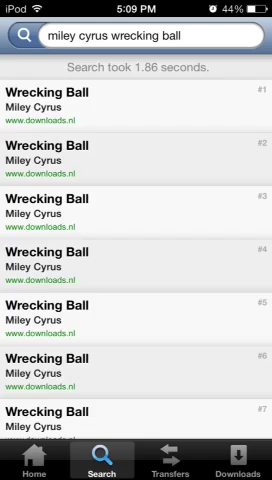 iPod 5:09 PM 44%
miley cyrus wrecking ball
Search took 1.86 seconds.
Wrecking Ball #1
Miley Cyrus
www.downloads.nl
Wrecking Ball #2
Miley Cyrus
www.downloads.nl
Wrecking Ball #3
Miley Cyrus
www.downloads.nl
Wrecking Ball #4
Miley Cyrus
www.downloads.nl
Wrecking Ball #5
Miley Cyrus
www.downloads.nl
Wrecking Ball #6
Miley Cyrus
www.downloads.nl
Wrecking Ball #7
Miley Cyrus
Home Search Transfers Downloads